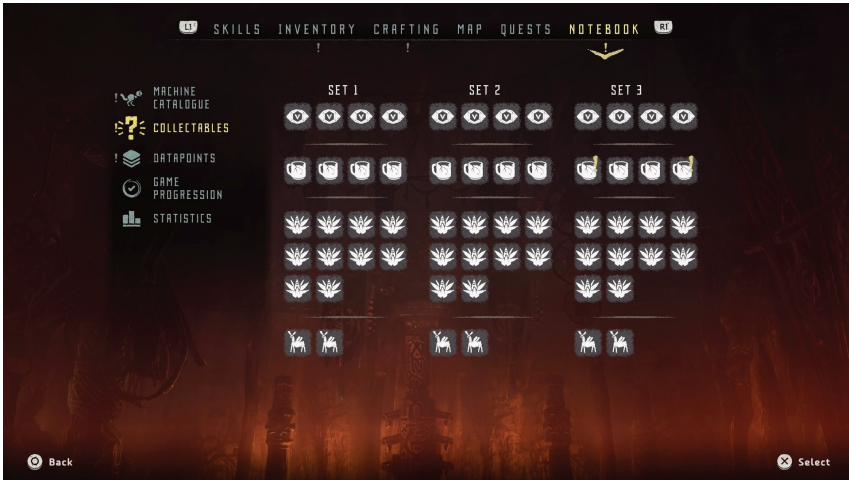 L1 SKILLS INVENTORY CRAFTING MAP QUESTS NOTEBOOK R1
! ! !
! MACHINE
CATALOGUE
! ? COLLECTABLES
! DATAPOINTS
GAME
PROGRESSION
STATISTICS
SET 1 SET 2 SET 3
Back
Select